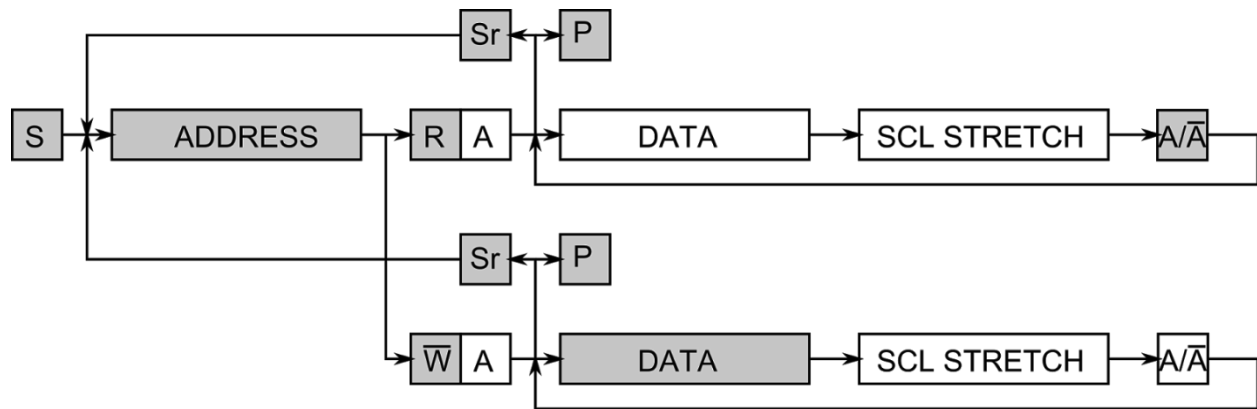 Sr P
S ADDRESS R A DATA SCL STRETCH A/A̅
Sr P
W̅ A DATA SCL STRETCH A/A̅